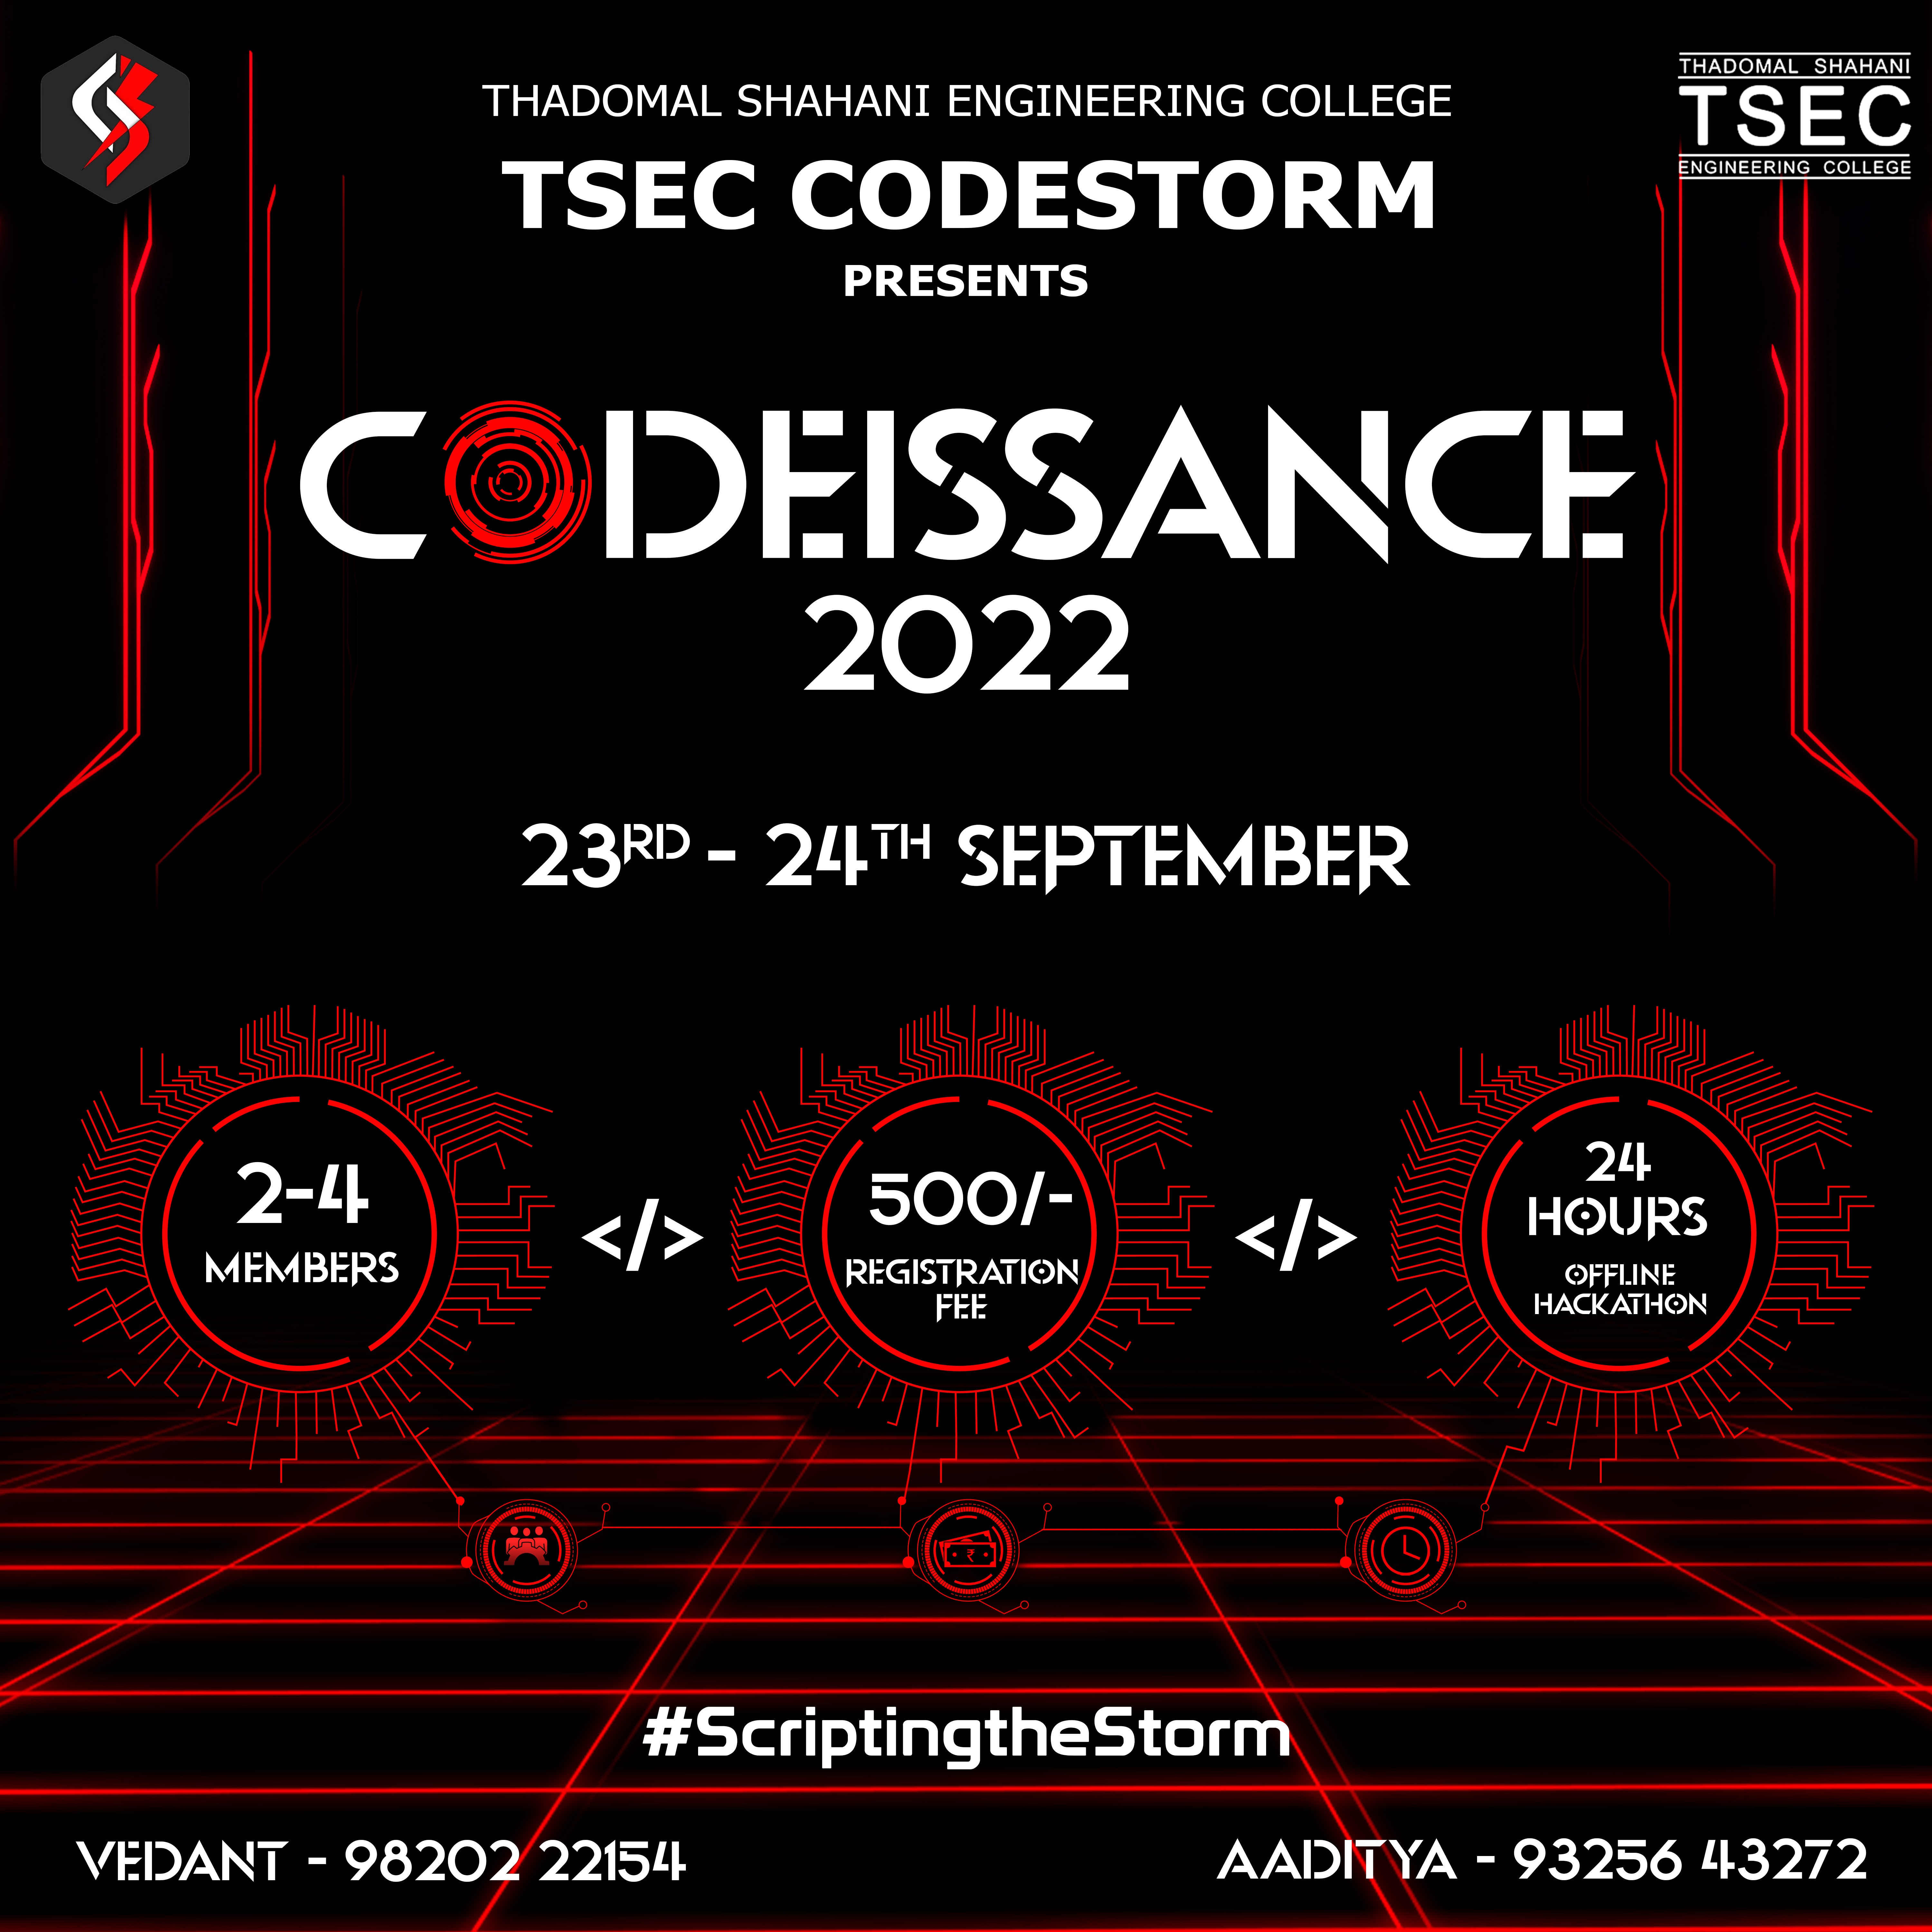 THADOMAL SHAHANI
TSEC
ENGINEERING COLLEGE
THADOMAL SHAHANI ENGINEERING COLLEGE
TSEC CODESTORM
PRESENTS
CODEISSANCE
2022
23RD - 24TH SEPTEMBER
2-4
MEMBERS
</>
500/-
REGISTRATION
FEE
</>
24
HOURS
OFFLINE
HACKATHON
₹
#ScriptingtheStorm
VEDANT - 98202 22154
AADITYA - 93256 43272